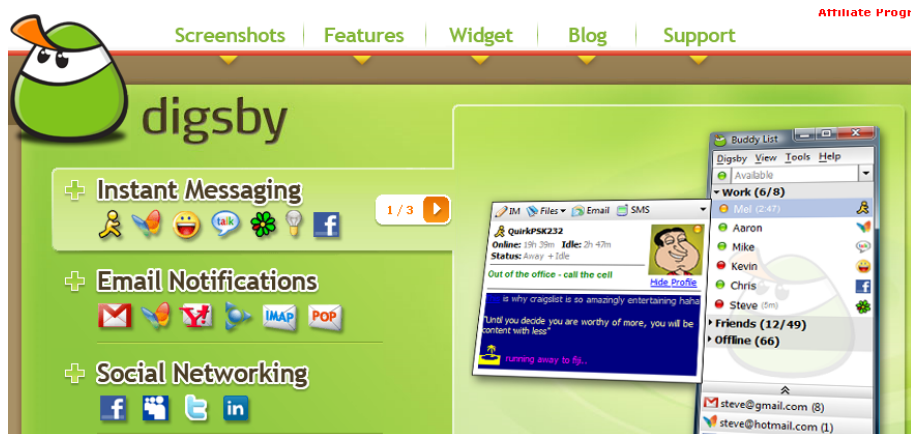 Affiliate Progr
Screenshots Features Widget Blog Support
digsby
Instant Messaging
talk
1 / 3
Email Notifications
IMAP POP
Social Networking
f t in
IM Files Email SMS
QuirkPSK232
Online: 19h 39m Idle: 2h 47m
Status: Away + Idle
Out of the office - call the cell
Hide Profile
is why craigslist is so amazingly entertaining haha
"Until you decide you are worthy of more, you will be
content with less"
running away to fiji..
Buddy List
Digsby View Tools Help
Available
Work (6/8)
Mel (2:47)
Aaron
Mike
Kevin
Chris
Steve (5m)
Friends (12/49)
Offline (66)
steve@gmail.com (8)
steve@hotmail.com (1)